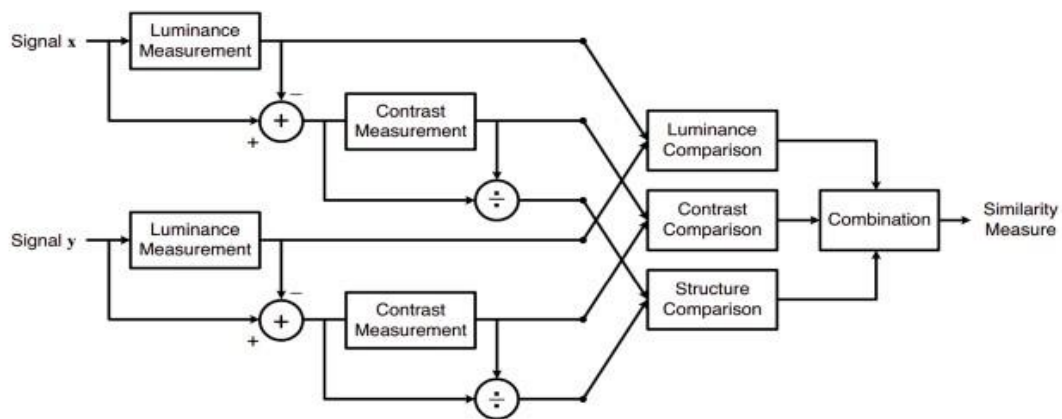 Signal x
Luminance
Measurement
−
+
+
Contrast
Measurement
÷
Signal y
Luminance
Measurement
−
+
+
Contrast
Measurement
÷
Luminance
Comparison
Contrast
Comparison
Structure
Comparison
Combination
Similarity
Measure